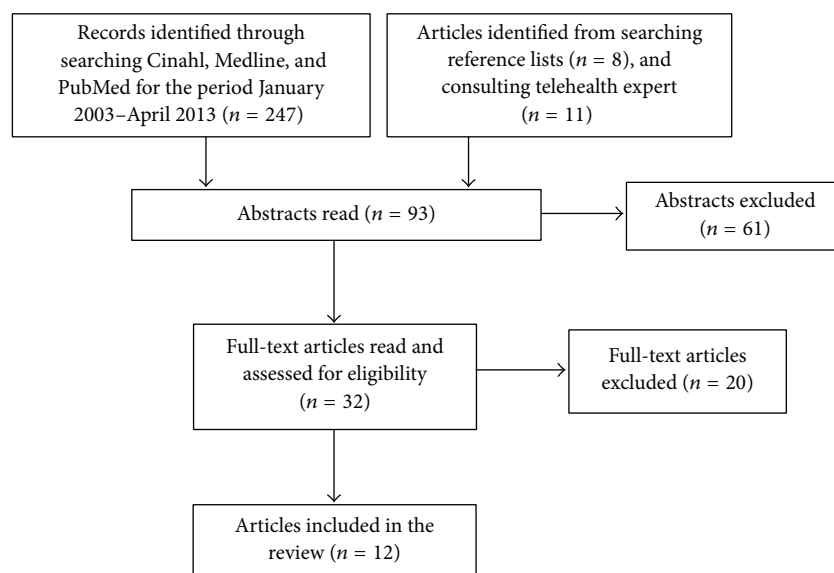 Records identified through
searching Cinahl, Medline, and
PubMed for the period January
2003–April 2013 (n = 247)
Articles identified from searching
reference lists (n = 8), and
consulting telehealth expert
(n = 11)
Abstracts read (n = 93)
Abstracts excluded
(n = 61)
Full-text articles read and
assessed for eligibility
(n = 32)
Full-text articles
excluded (n = 20)
Articles included in the
review (n = 12)